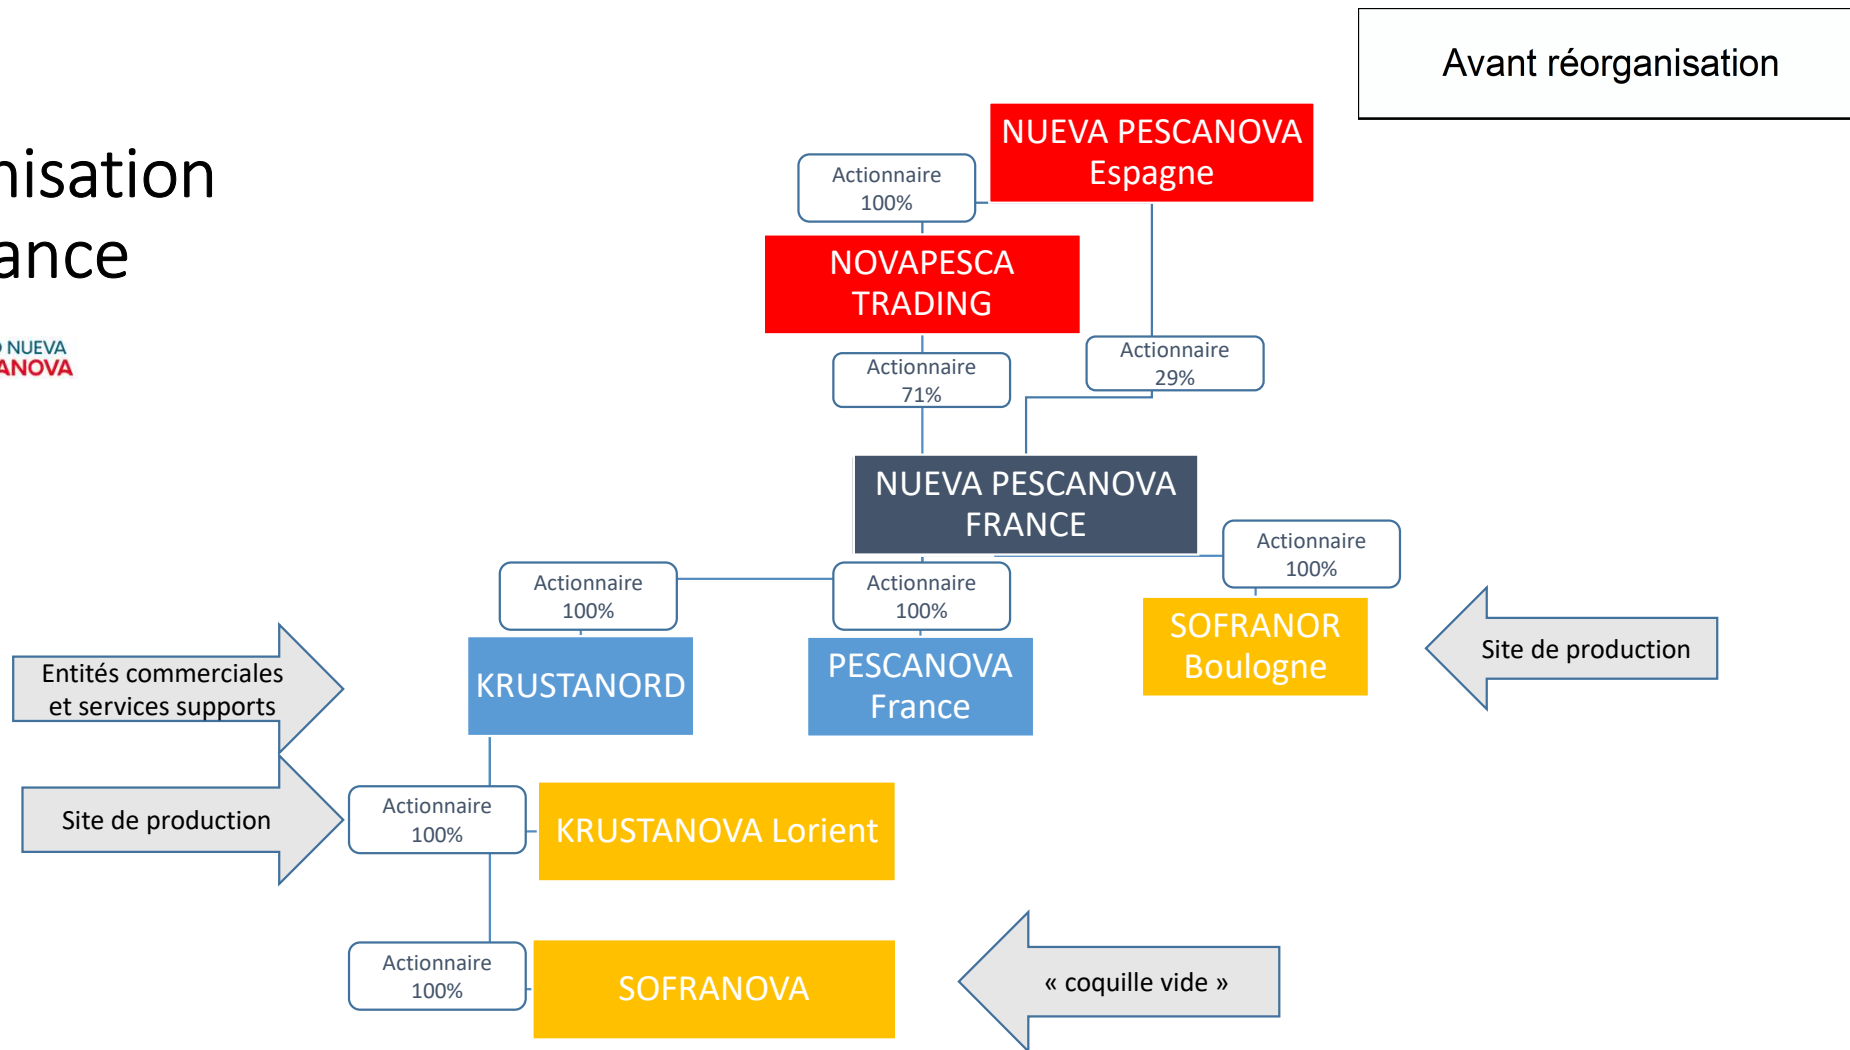 Avant réorganisation
nisation
ance
NUEVA
ANOVA
NUEVA PESCANOVA
Espagne
Actionnaire
100%
NOVAPESCA
TRADING
Actionnaire
71%
Actionnaire
29%
NUEVA PESCANOVA
FRANCE
Actionnaire
100%
Actionnaire
100%
Actionnaire
100%
Entités commerciales
et services supports
KRUSTANORD
PESCANOVA
France
SOFRANOR
Boulogne
Site de production
Site de production
Actionnaire
100%
KRUSTANOVA Lorient
Actionnaire
100%
SOFRANOVA
« coquille vide »